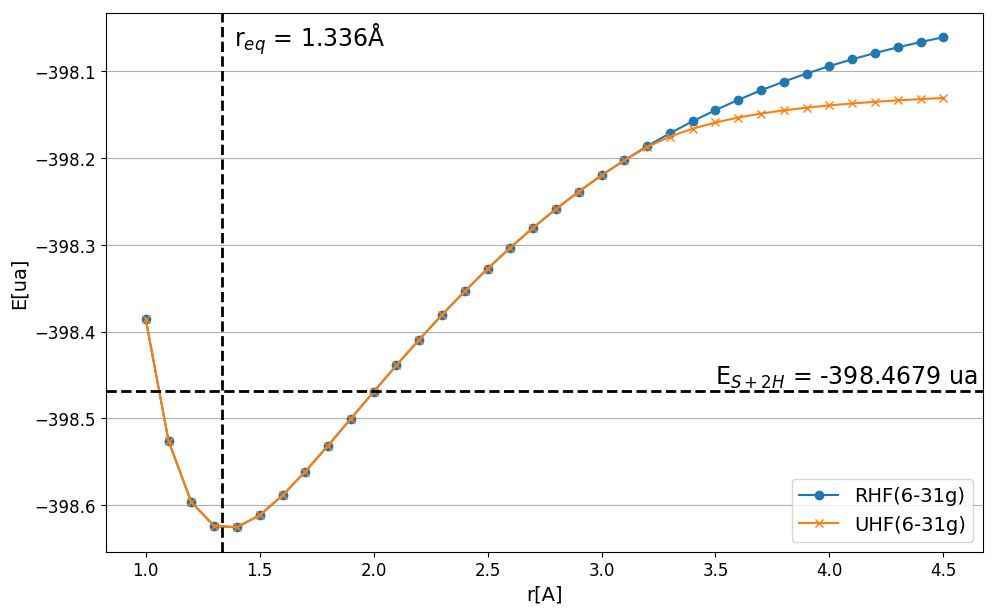 r_eq = 1.336Å
E_S+2H = -398.4679 ua
RHF(6-31g)
UHF(6-31g)
E[ua]
−398.1
−398.2
−398.3
−398.4
−398.5
−398.6
1.0 1.5 2.0 2.5 3.0 3.5 4.0 4.5
r[A]